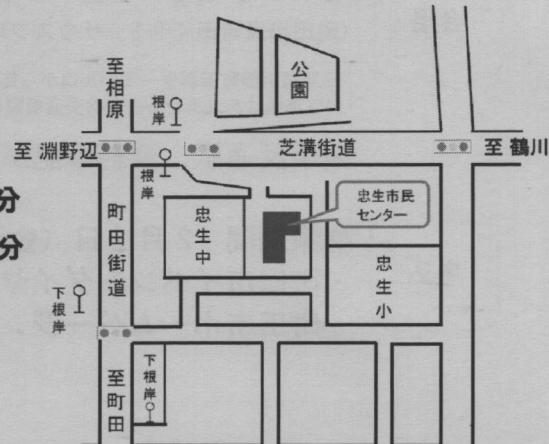 公園
至相原
根岸
至 淵野辺
芝溝街道
至 鶴川
根岸
分
分
町田街道
忠生中
忠生市民
センター
忠生小
下根岸
下根岸
至町田